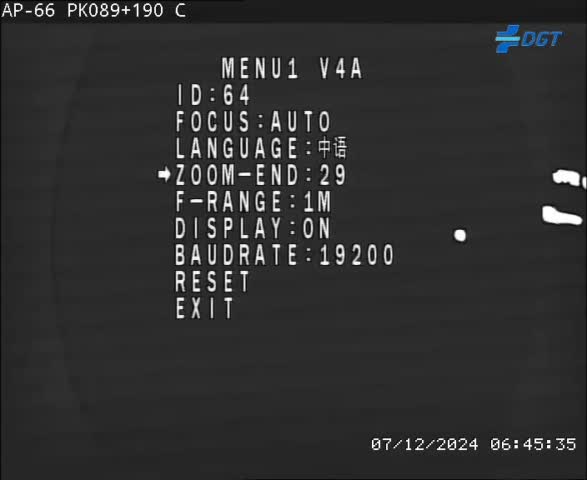 AP-66 PK089+190 C
DGT
MENU1 V4A
ID:64
FOCUS:AUTO
LANGUAGE:中语
ZOOM-END:29
F-RANGE:1M
DISPLAY:ON
BAUDRATE:19200
RESET
EXIT
07/12/2024 06:45:35